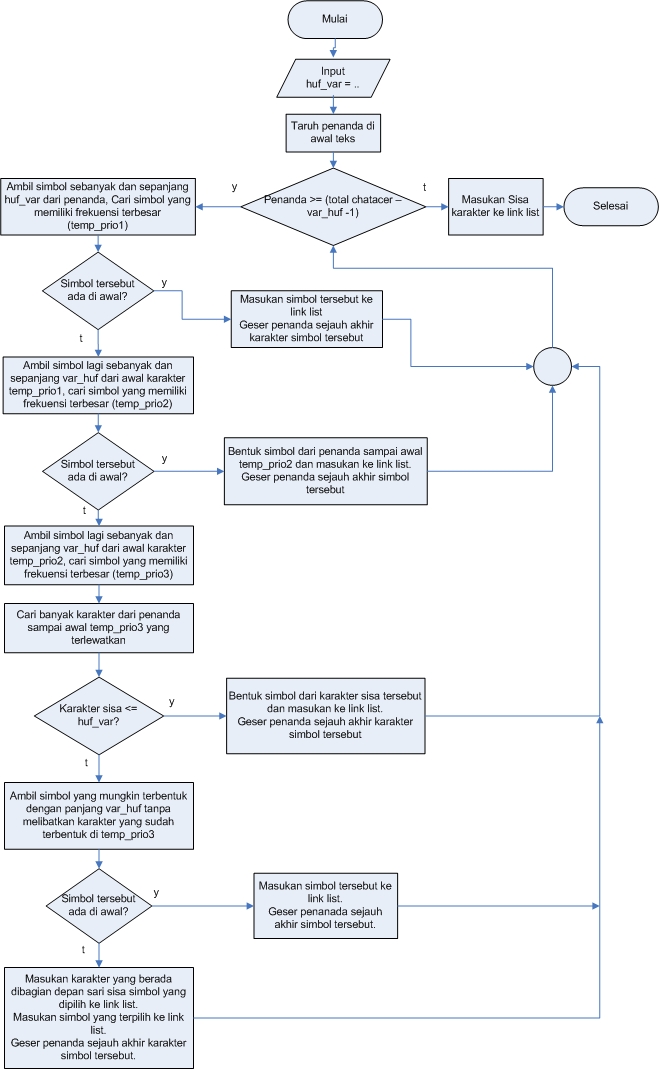 Mulai
Input
huf_var = ..
Taruh penanda di
awal teks
Penanda >= (total chatacer –
var_huf -1)
y
t
Ambil simbol sebanyak dan sepanjang
huf_var dari penanda, Cari simbol yang
memiliki frekuensi terbesar
(temp_prio1)
Masukan Sisa
karakter ke link list
Selesai
Simbol tersebut
ada di awal?
y
t
Masukan simbol tersebut ke
link list
Geser penanda sejauh akhir
karakter simbol tersebut
Ambil simbol lagi sebanyak dan
sepanjang var_huf dari awal karakter
temp_prio1, cari simbol yang memiliki
frekuensi terbesar (temp_prio2)
Simbol tersebut
ada di awal?
y
t
Bentuk simbol dari penanda sampai awal
temp_prio2 dan masukan ke link list.
Geser penanda sejauh akhir simbol
tersebut
Ambil simbol lagi sebanyak dan
sepanjang var_huf dari awal karakter
temp_prio2, cari simbol yang memiliki
frekuensi terbesar (temp_prio3)
Cari banyak karakter dari penanda
sampai awal temp_prio3 yang
terlewatkan
Karakter sisa <=
huf_var?
y
t
Bentuk simbol dari karakter sisa tersebut
dan masukan ke link list.
Geser penanda sejauh akhir karakter
simbol tersebut
Ambil simbol yang mungkin terbentuk
dengan panjang var_huf tanpa
melibatkan karakter yang sudah
terbentuk di temp_prio3
Simbol tersebut
ada di awal?
y
t
Masukan simbol tersebut ke
link list.
Geser penanada sejauh
akhir simbol tersebut.
Masukan karakter yang berada
dibagian depan sari sisa simbol yang
dipilih ke link list.
Masukan simbol yang terpilih ke link
list.
Geser penanda sejauh akhir karakter
simbol tersebut.